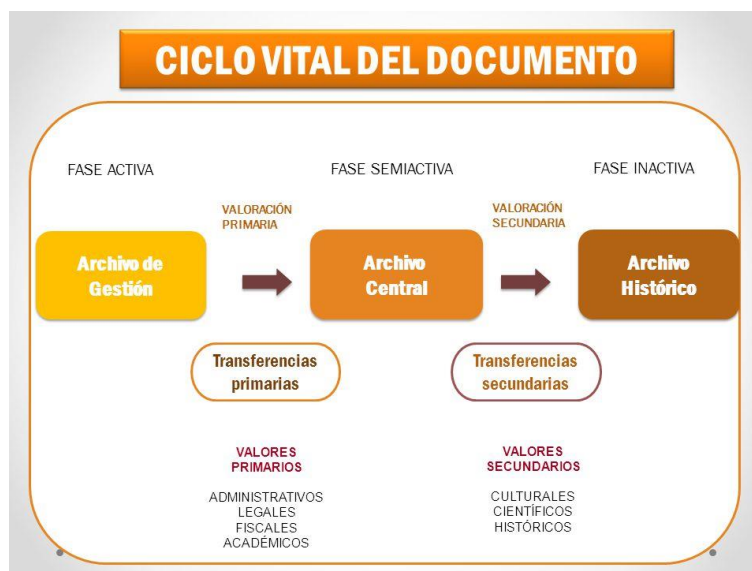 CICLO VITAL DEL DOCUMENTO
FASE ACTIVA
FASE SEMIACTIVA
FASE INACTIVA
VALORACIÓN
PRIMARIA
VALORACIÓN
SECUNDARIA
Archivo de
Gestión
Archivo
Central
Archivo
Histórico
Transferencias
primarias
Transferencias
secundarias
VALORES
PRIMARIOS
ADMINISTRATIVOS
LEGALES
FISCALES
ACADÉMICOS
VALORES
SECUNDARIOS
CULTURALES
CIENTÍFICOS
HISTÓRICOS